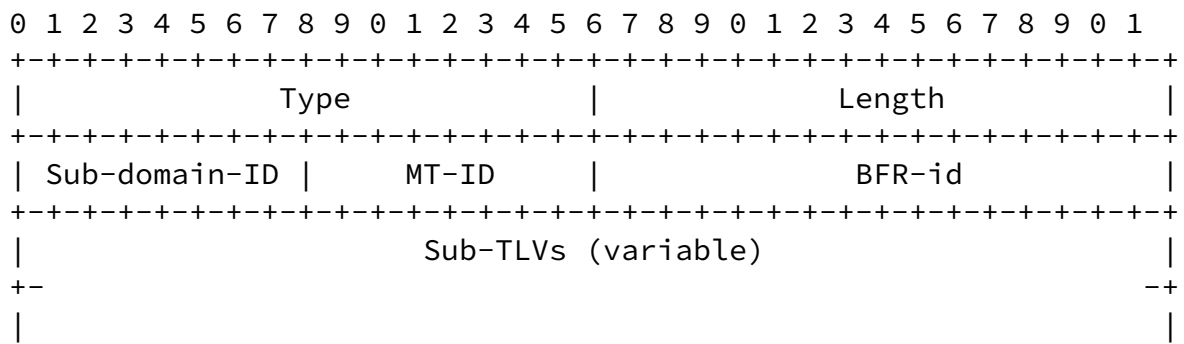 0 1 2 3 4 5 6 7 8 9 0 1 2 3 4 5 6 7 8 9 0 1 2 3 4 5 6 7 8 9 0 1
+-+-+-+-+-+-+-+-+-+-+-+-+-+-+-+-+-+-+-+-+-+-+-+-+-+-+-+-+-+-+-+-+
|              Type             |             Length            |
+-+-+-+-+-+-+-+-+-+-+-+-+-+-+-+-+-+-+-+-+-+-+-+-+-+-+-+-+-+-+-+-+
| Sub-domain-ID |     MT-ID     |              BFR-id           |
+-+-+-+-+-+-+-+-+-+-+-+-+-+-+-+-+-+-+-+-+-+-+-+-+-+-+-+-+-+-+-+-+
|                      Sub-TLVs (variable)                      |
+-                                                             -+
|                                                               |